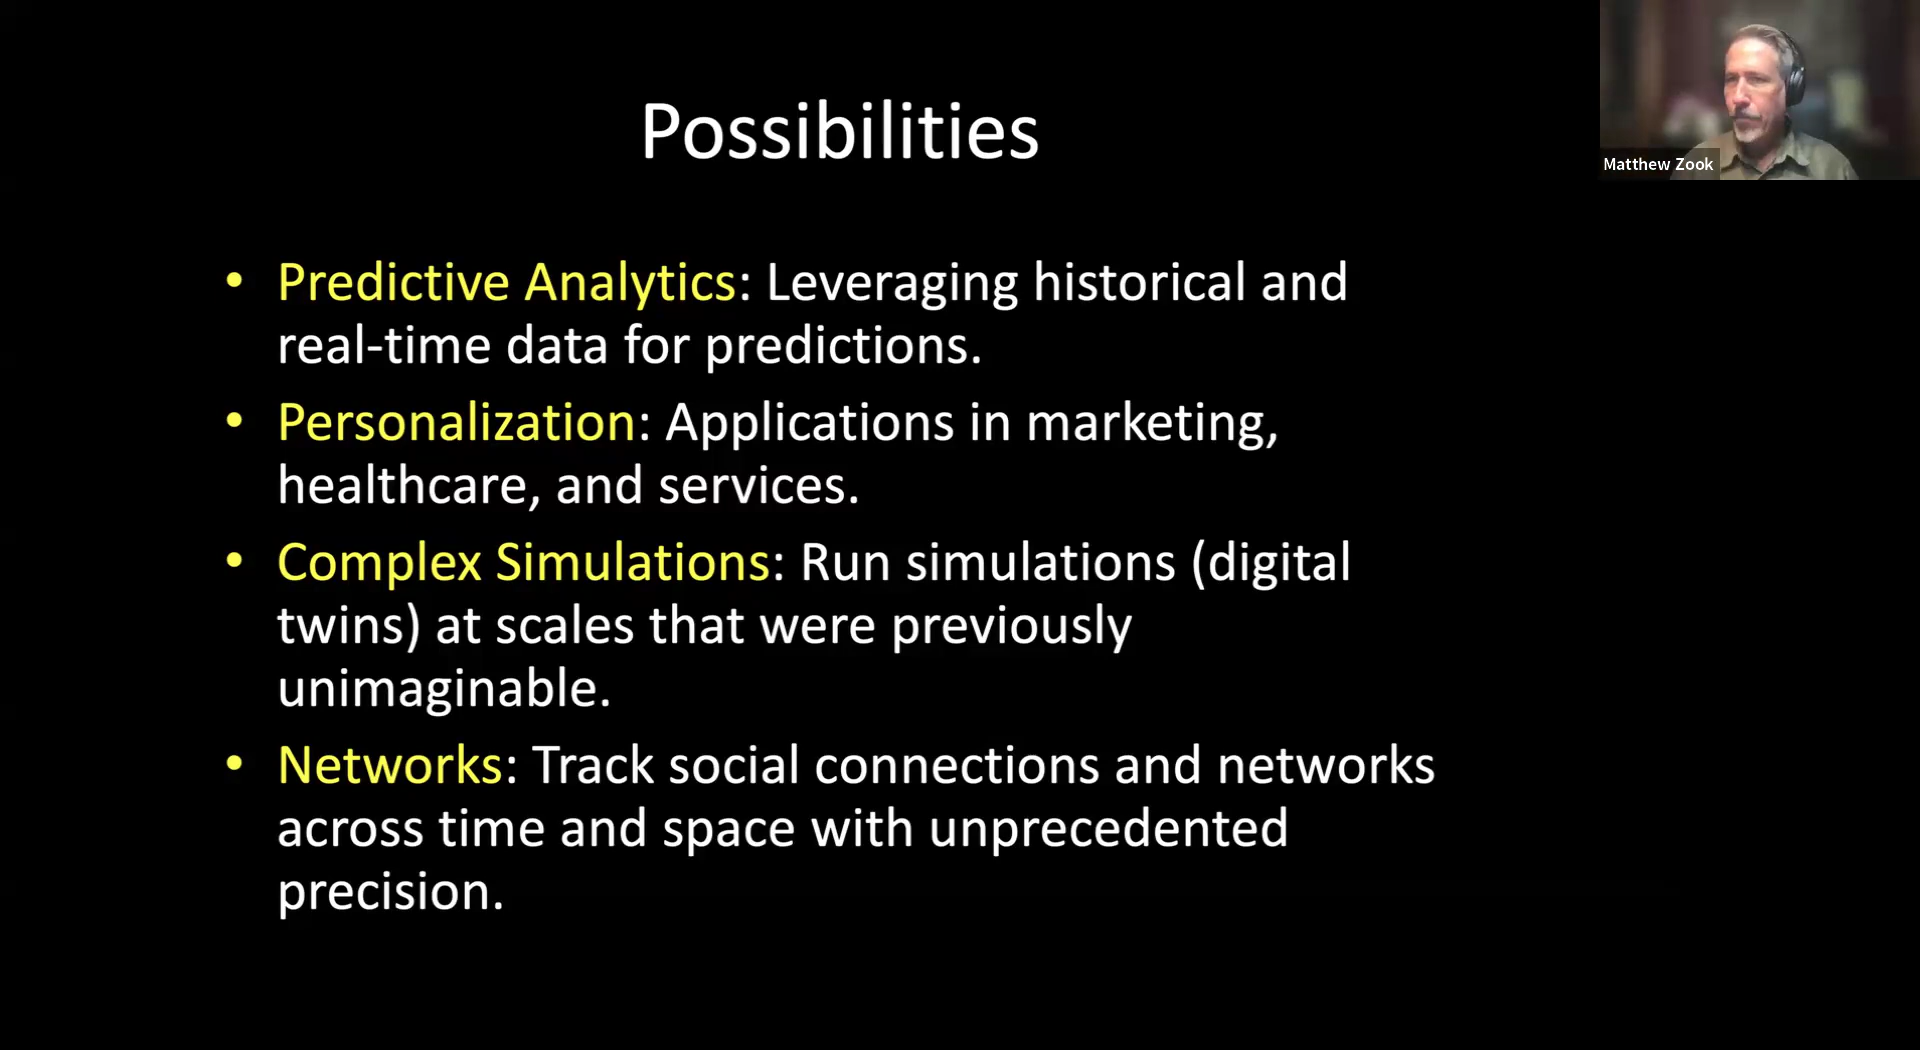 Possibilities
Matthew Zook
• Predictive Analytics: Leveraging historical and
real-time data for predictions.
• Personalization: Applications in marketing,
healthcare, and services.
• Complex Simulations: Run simulations (digital
twins) at scales that were previously
unimaginable.
• Networks: Track social connections and networks
across time and space with unprecedented
precision.